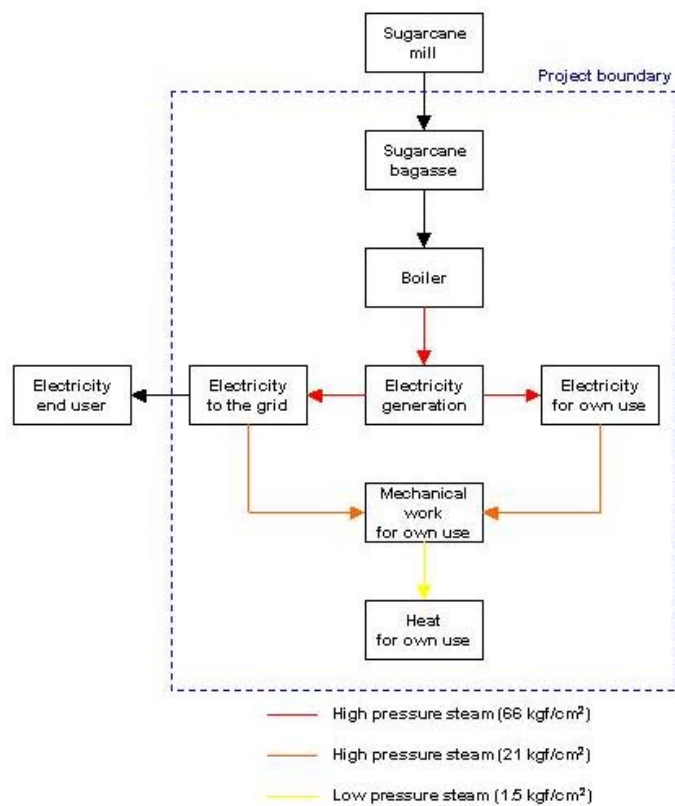 Sugarcane
mill
Project boundary
Sugarcane
bagasse
Boiler
Electricity
end user
Electricity
to the grid
Electricity
generation
Electricity
for own use
Mechanical
work
for own use
Heat
for own use
High pressure steam (66 kgf/cm²)
High pressure steam (21 kgf/cm²)
Low pressure steam (1.5 kgf/cm²)